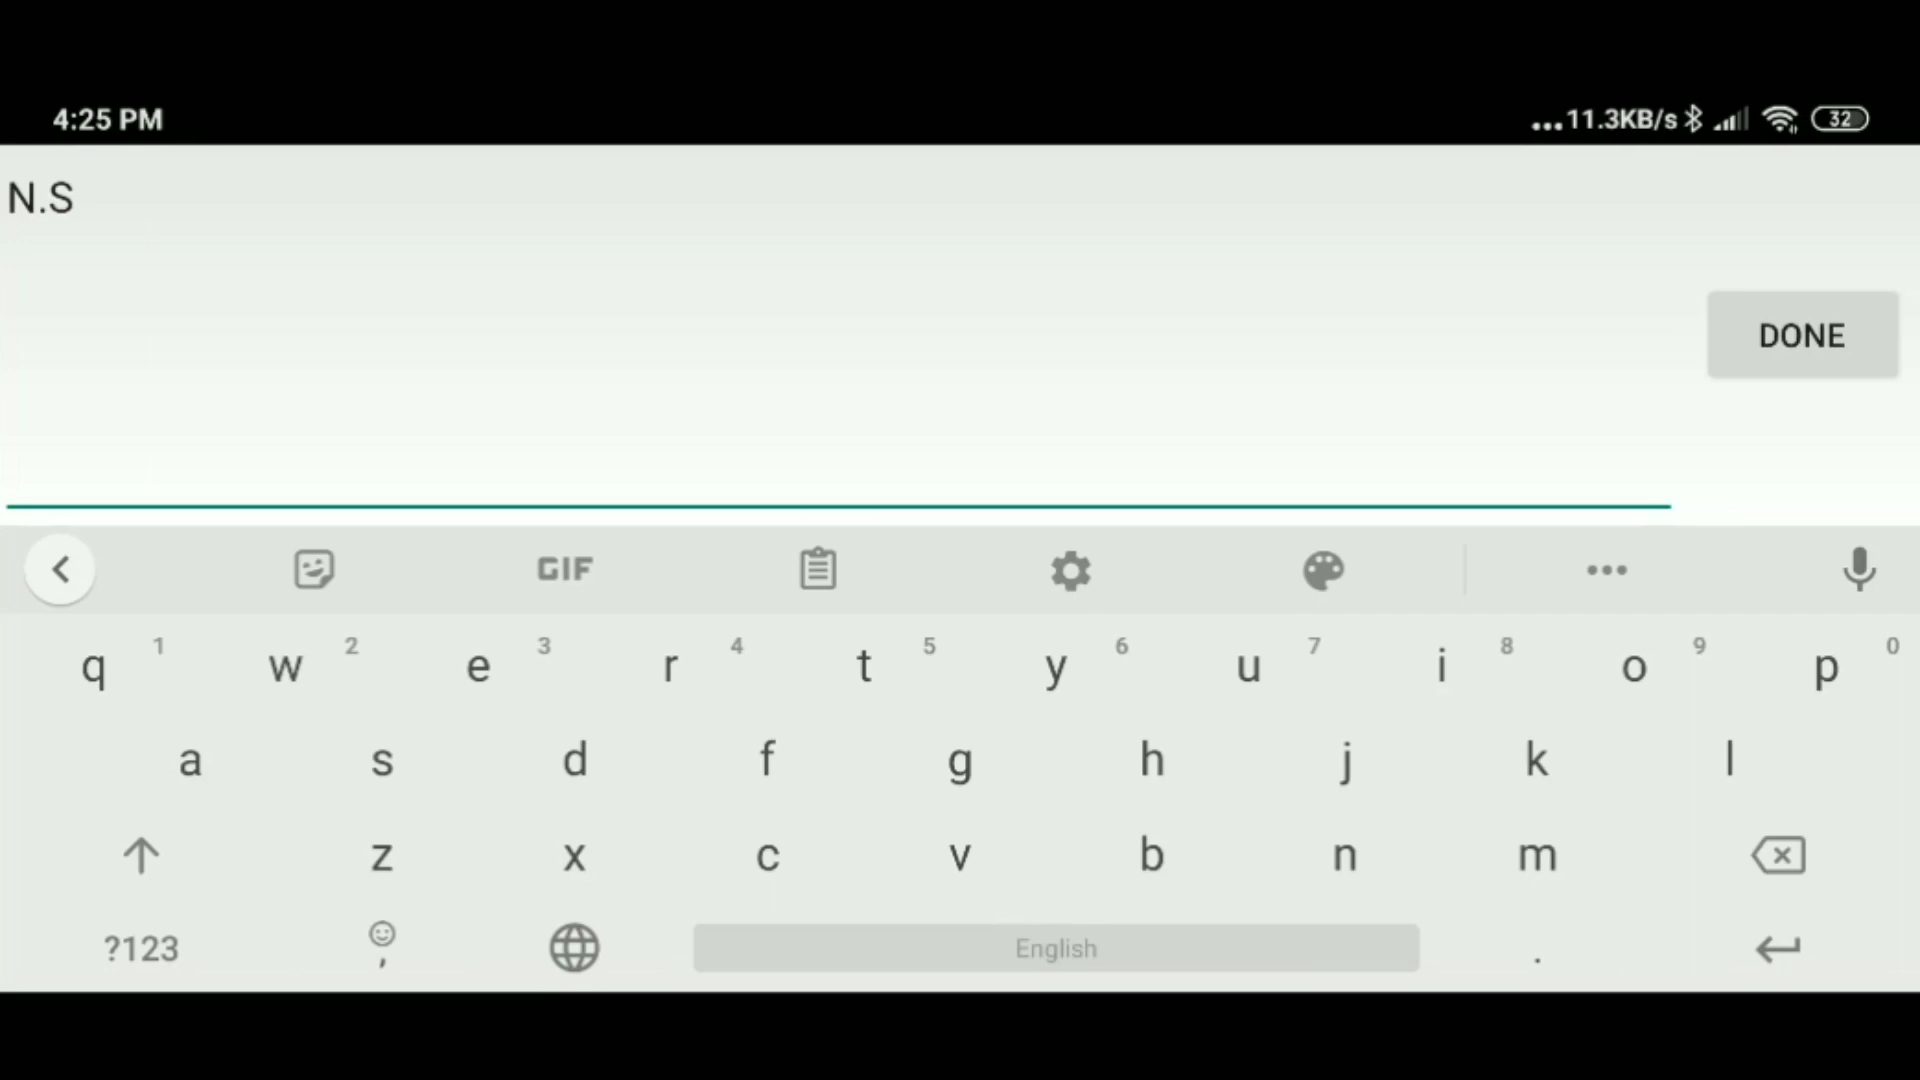 4:25 PM ...11.3KB/s 32
N.S
DONE
GIF
q 1 w 2 e 3 r 4 t 5 y 6 u 7 i 8 o 9 p 0
a s d f g h j k l
z x c v b n m
?123 , English .